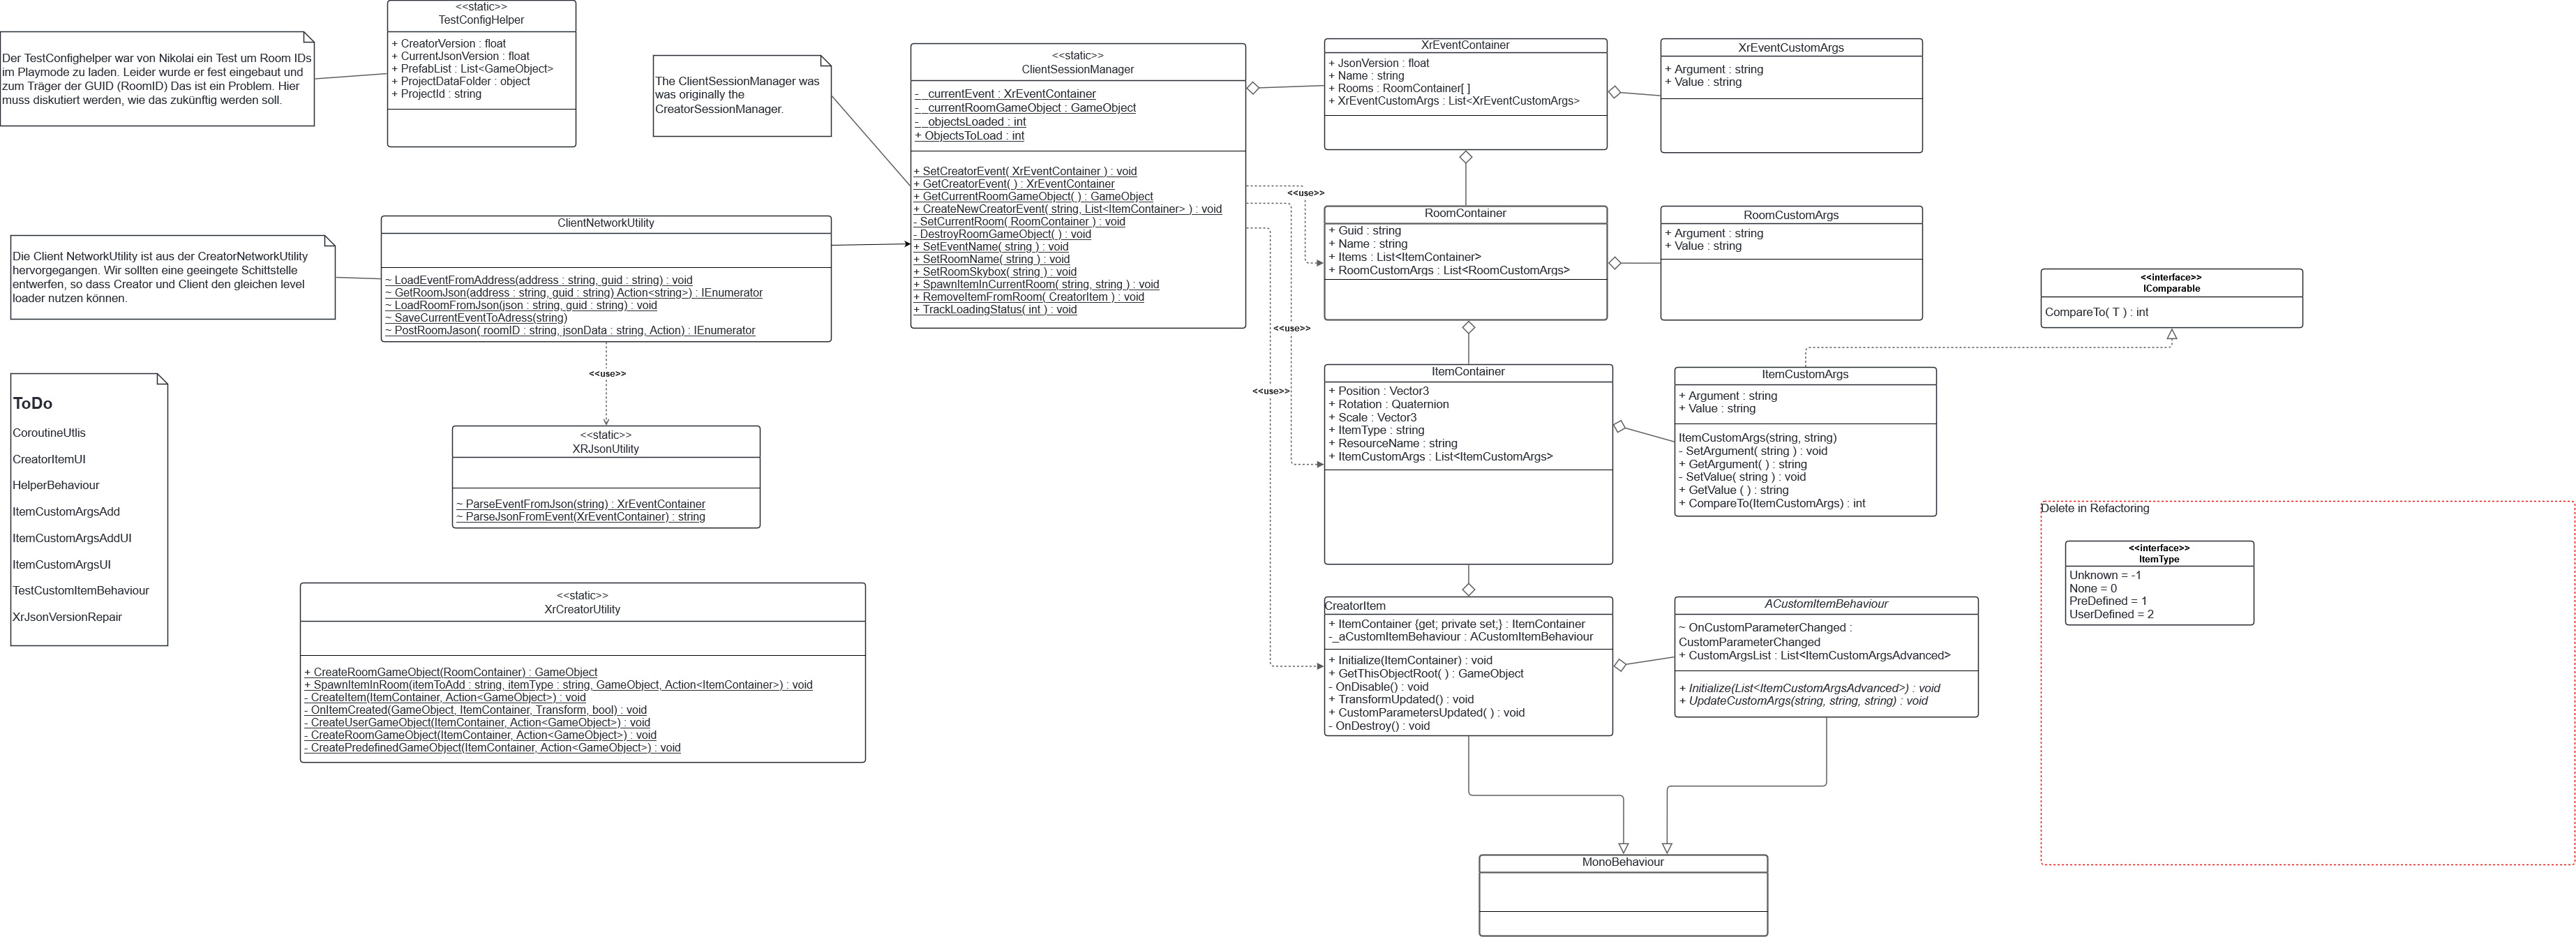 <<static>>
TestConfigHelper
+ CreatorVersion : float
+ CurrentJsonVersion : float
+ PrefabList : List<GameObject>
+ ProjectDataFolder : object
+ ProjectId : string
Der TestConfighelper war von Nikolai ein Test um Room IDs
im Playmode zu laden. Leider wurde er fest eingebaut und
zum Träger der GUID (RoomID) Das ist ein Problem. Hier
muss diskutiert werden, wie das zukünftig werden soll.
The ClientSessionManager was
was originally the
CreatorSessionManager.
<<static>>
ClientSessionManager
- _currentEvent : XrEventContainer
- _currentRoomGameObject : GameObject
- _objectsLoaded : int
+ ObjectsToLoad : int
+ SetCreatorEvent( XrEventContainer ) : void
+ GetCreatorEvent( ) : XrEventContainer
+ GetCurrentRoomGameObject( ) : GameObject
+ CreateNewCreatorEvent( string, List<ItemContainer> ) : void
- SetCurrentRoom( RoomContainer ) : void
- DestroyRoomGameObject( ) : void
+ SetEventName( string ) : void
+ SetRoomName( string ) : void
+ SetRoomSkybox( string ) : void
+ SpawnItemInCurrentRoom( string, string ) : void
+ RemoveItemFromRoom( CreatorItem ) : void
+ TrackLoadingStatus( int ) : void
XrEventContainer
+ JsonVersion : float
+ Name : string
+ Rooms : RoomContainer[ ]
+ XrEventCustomArgs : List<XrEventCustomArgs>
XrEventCustomArgs
+ Argument : string
+ Value : string
<<use>>
<<use>>
<<use>>
RoomContainer
+ Guid : string
+ Name : string
+ Items : List<ItemContainer>
+ RoomCustomArgs : List<RoomCustomArgs>
RoomCustomArgs
+ Argument : string
+ Value : string
<<interface>>
IComparable
CompareTo( T ) : int
ClientNetworkUtility
~ LoadEventFromAddress(address : string, guid : string) : void
~ GetRoomJson(address : string, guid : string) Action<string>) : IEnumerator
~ LoadRoomFromJson(json : string, guid : string) : void
~ SaveCurrentEventToAdress(string)
~ PostRoomJason( roomID : string, jsonData : string, Action) : IEnumerator
Die Client NetworkUtility ist aus der CreatorNetworkUtility
hervorgegangen. Wir sollten eine geeingete Schittstelle
entwerfen, so dass Creator und Client den gleichen level
loader nutzen können.
<<use>>
<<static>>
XRJsonUtility
~ ParseEventFromJson(string) : XrEventContainer
~ ParseJsonFromEvent(XrEventContainer) : string
ToDo
CoroutineUtlis
CreatorItemUI
HelperBehaviour
ItemCustomArgsAdd
ItemCustomArgsAddUI
ItemCustomArgsUI
TestCustomItemBehaviour
XrJsonVersionRepair
ItemContainer
+ Position : Vector3
+ Rotation : Quaternion
+ Scale : Vector3
+ ItemType : string
+ ResourceName : string
+ ItemCustomArgs : List<ItemCustomArgs>
ItemCustomArgs
+ Argument : string
+ Value : string
ItemCustomArgs(string, string)
- SetArgument( string ) : void
+ GetArgument( ) : string
- SetValue( string ) : void
+ GetValue ( ) : string
+ CompareTo(ItemCustomArgs) : int
Delete in Refactoring
<<interface>>
ItemType
Unknown = -1
None = 0
PreDefined = 1
UserDefined = 2
<<static>>
XrCreatorUtility
+ CreateRoomGameObject(RoomContainer) : GameObject
+ SpawnItemInRoom(itemToAdd : string, itemType : string, GameObject, Action<ItemContainer>) : void
- CreateItem(ItemContainer, Action<GameObject>) : void
- OnItemCreated(GameObject, ItemContainer, Transform, bool) : void
- CreateUserGameObject(ItemContainer, Action<GameObject>) : void
- CreateRoomGameObject(ItemContainer, Action<GameObject>) : void
- CreatePredefinedGameObject(ItemContainer, Action<GameObject>) : void
CreatorItem
+ ItemContainer {get; private set;} : ItemContainer
-_aCustomItemBehaviour : ACustomItemBehaviour
+ Initialize(ItemContainer) : void
+ GetThisObjectRoot( ) : GameObject
- OnDisable() : void
+ TransformUpdated() : void
+ CustomParametersUpdated( ) : void
- OnDestroy() : void
ACustomItemBehaviour
~ OnCustomParameterChanged :
CustomParameterChanged
+ CustomArgsList : List<ItemCustomArgsAdvanced>
+ Initialize(List<ItemCustomArgsAdvanced>) : void
+ UpdateCustomArgs(string, string, string) : void
MonoBehaviour